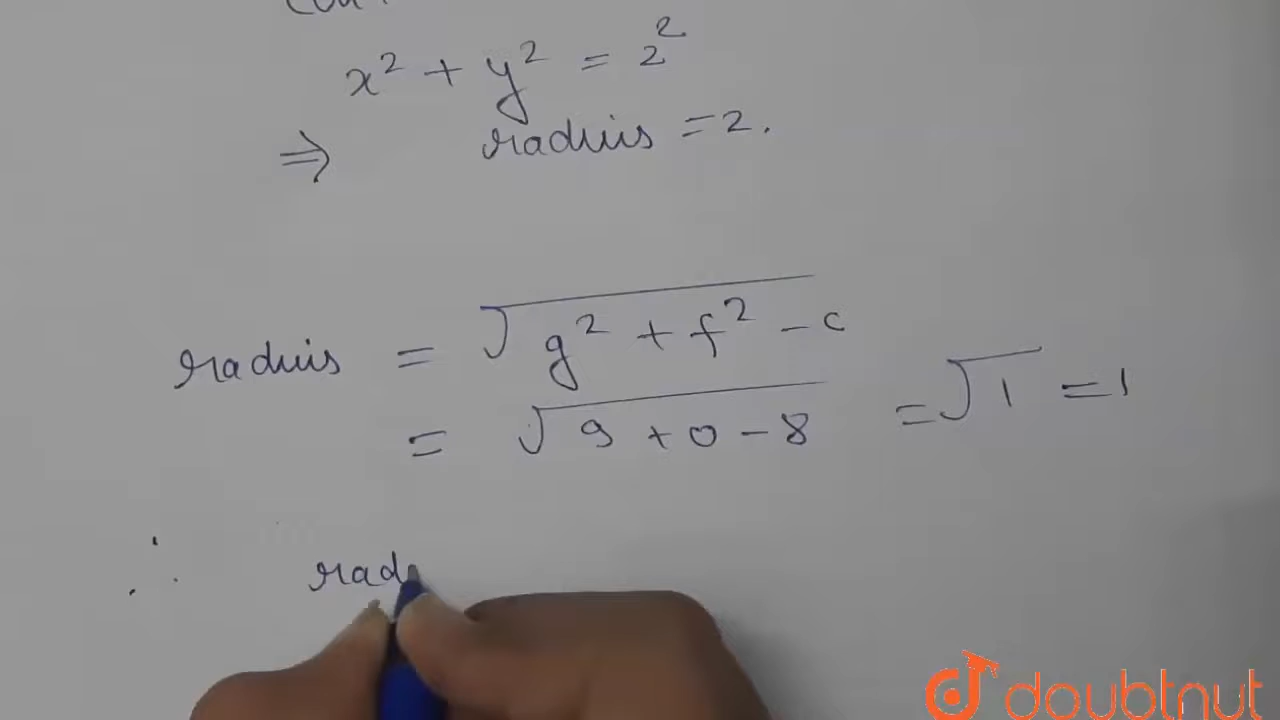 x² + y² = 2²
⇒ radius = 2.
radius = √(g² + f² - c)
= √(9 + 0 - 8) = √1 = 1
∴ rad
doubtnut